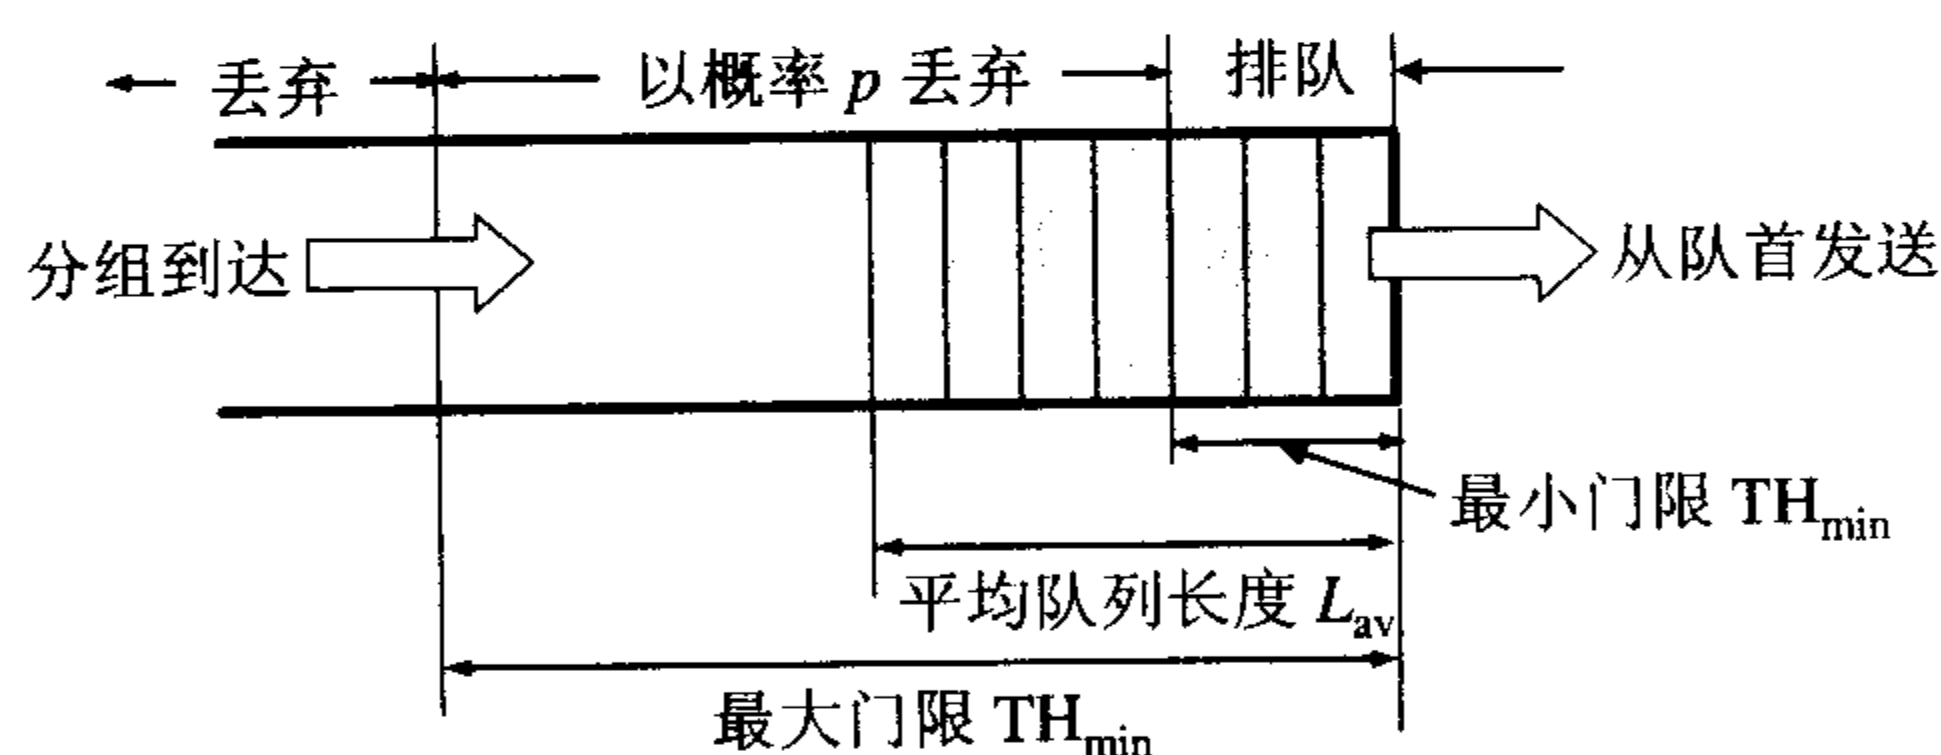 丢弃
以概率 p 丢弃
排队
分组到达
从队首发送
最小门限 TH_min
平均队列长度 L_av
最大门限 TH_min